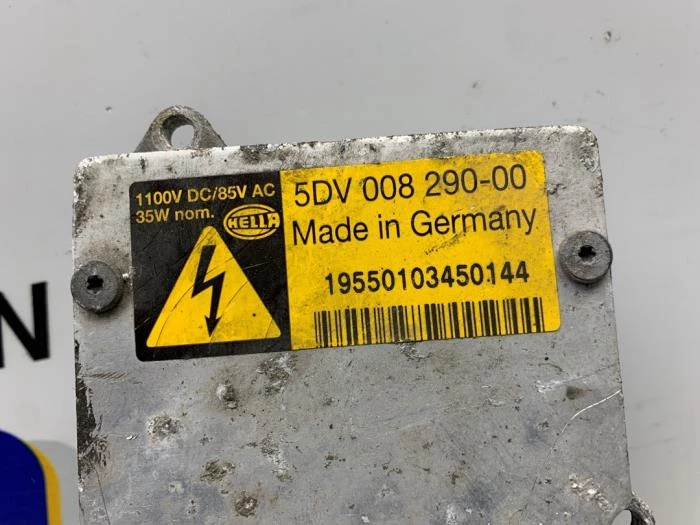 1100V DC/85V AC
35W nom.
HELLA
5DV 008 290-00
Made in Germany
19550103450144
N